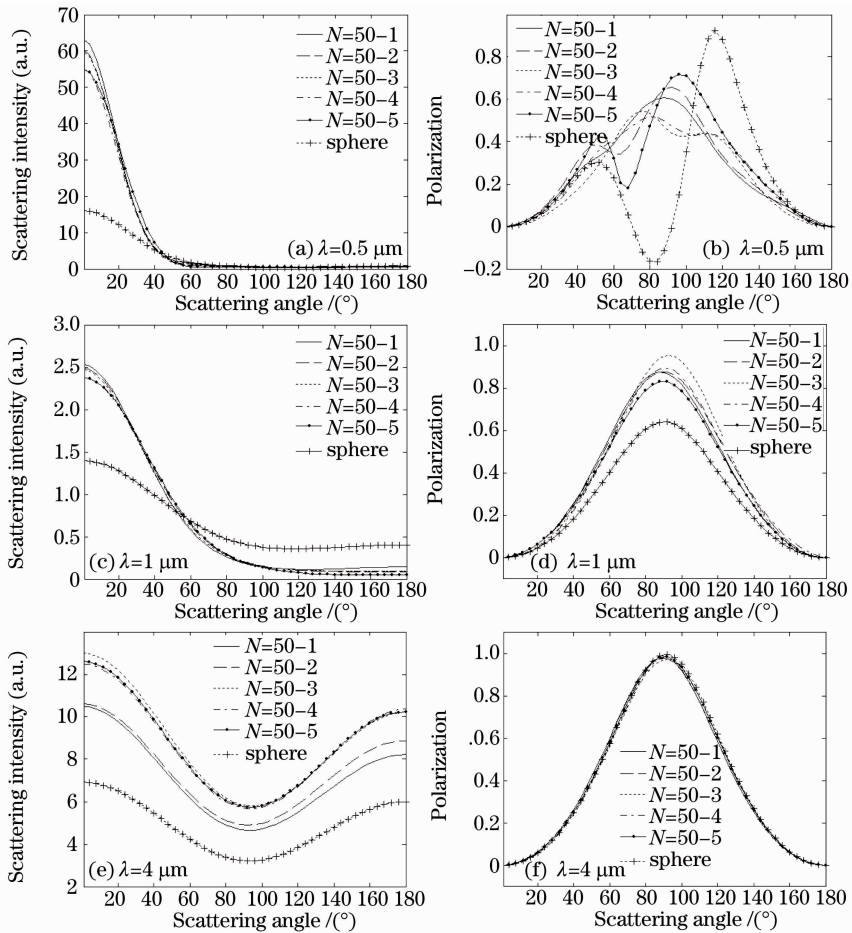 Scattering intensity (a.u.)
70
60
50
40
30
20
10
0
N=50-1
N=50-2
N=50-3
N=50-4
N=50-5
sphere
(a) λ=0.5 μm
20 40 60 80 100 120 140 160 180
Scattering angle /(°)
Polarization
0.8
0.6
0.4
0.2
0
-0.2
N=50-1
N=50-2
N=50-3
N=50-4
N=50-5
sphere
(b) λ=0.5 μm
20 40 60 80 100 120 140 160 180
Scattering angle /(°)
Scattering intensity (a.u.)
3.0
2.5
2.0
1.5
1.0
0.5
0
N=50-1
N=50-2
N=50-3
N=50-4
N=50-5
sphere
(c) λ=1 μm
20 40 60 80 100 120 140 160 180
Scattering angle /(°)
Polarization
1.0
.0.8
0.6
0.4
0.2
0
N=50-1
N=50-2
N=50-3
N=50-4
N=50-5
sphere
(d) λ=1 μm
20 40 60 80 100 120 140 160 180
Scattering angle /(°)
Scattering intensity (a.u.)
12
10
8
6
4
2
N=50-1
N=50-2
N=50-3
N=50-4
N=50-5
sphere
(e) λ=4 μm
20 40 60 80 100 120 140 160 180
Scattering angle /(°)
Polarization
1.0
.0.8
0.6
0.4
0.2
0
N=50-1
N=50-2
N=50-3
N=50-4
N=50-5
sphere
(f) λ=4 μm
20 40 60 80 100 120 140 160 180
Scattering angle /(°)